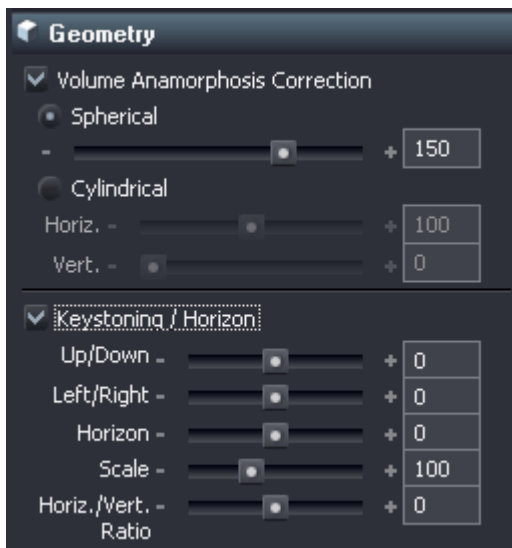 Geometry
Volume Anamorphosis Correction
Spherical
- + 150
Cylindrical
Horiz. - + 100
Vert. - + 0
Keystoning / Horizon
Up/Down - + 0
Left/Right - + 0
Horizon - + 0
Scale - + 100
Horiz./Vert. - + 0
Ratio